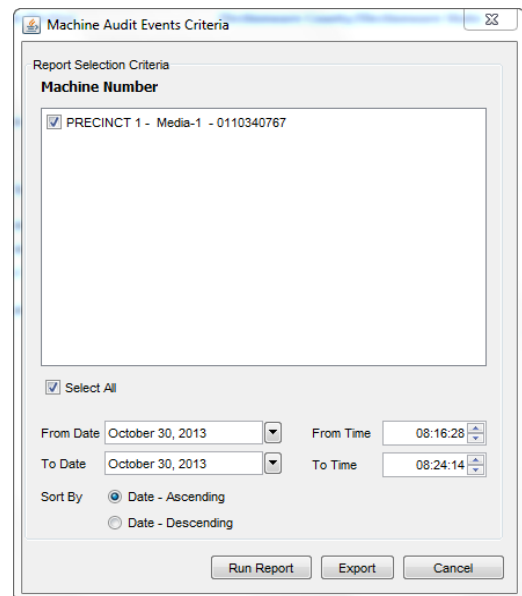 Machine Audit Events Criteria
Report Selection Criteria
Machine Number
PRECINCT 1 - Media-1 - 0110340767
Select All
From Date October 30, 2013 From Time 08:16:28
To Date October 30, 2013 To Time 08:24:14
Sort By Date - Ascending
Date - Descending
Run Report Export Cancel